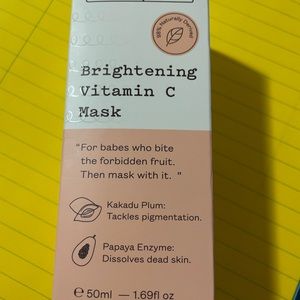 98% Naturally Derived
Brightening
Vitamin C
Mask
"For babes who bite
the forbidden fruit.
Then mask with it. "
Kakadu Plum:
Tackles pigmentation.
Papaya Enzyme:
Dissolves dead skin.
e 50ml — 1.69fl oz